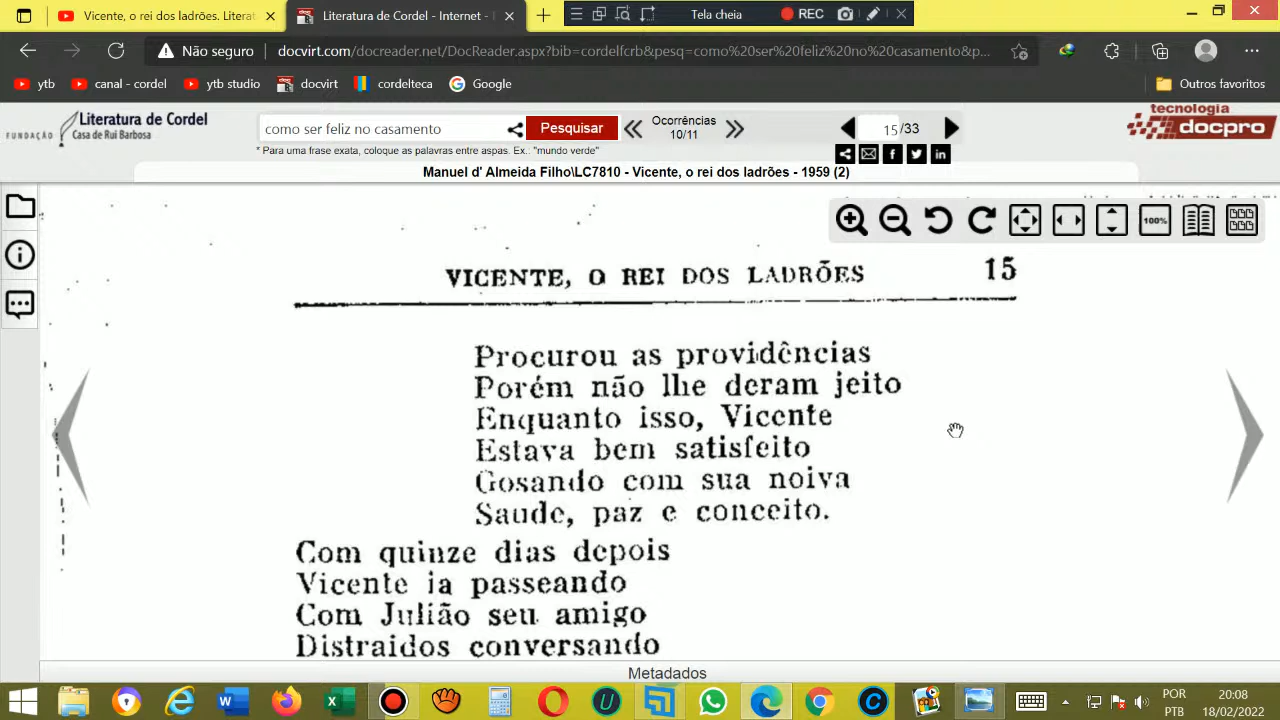 Vicente, o rei dos ladrões. Literat
Literatura de Cordel - Internet - I
Tela cheia
REC
Não seguro
docvirt.com/docreader.net/DocReader.aspx?bib=cordelfcrb&pesq=como%20ser%20feliz%20no%20casamento&p...
ytb
canal - cordel
ytb studio
docvirt
cordelteca
Google
Outros favoritos
FUNDAÇÃO
Literatura de Cordel
Casa de Rui Barbosa
como ser feliz no casamento
Pesquisar
Ocorrências
10/11
15/33
tecnologia
docpro
* Para uma frase exata, coloque as palavras entre aspas. Ex.: "mundo verde"
Manuel d' Almeida Filho\LC7810 - Vicente, o rei dos ladrões - 1959 (2)
100%
VICENTE, O REI DOS LADRÕES 15
Procurou as providências
Porém não lhe deram jeito
Enquanto isso, Vicente
Estava bem satisfeito
Gosando com sua noiva
Saude, paz e conceito.
Com quinze dias depois
Vicente ia passeando
Com Julião seu amigo
Distraidos conversando
Metadados
POR
PTB
20:08
18/02/2022